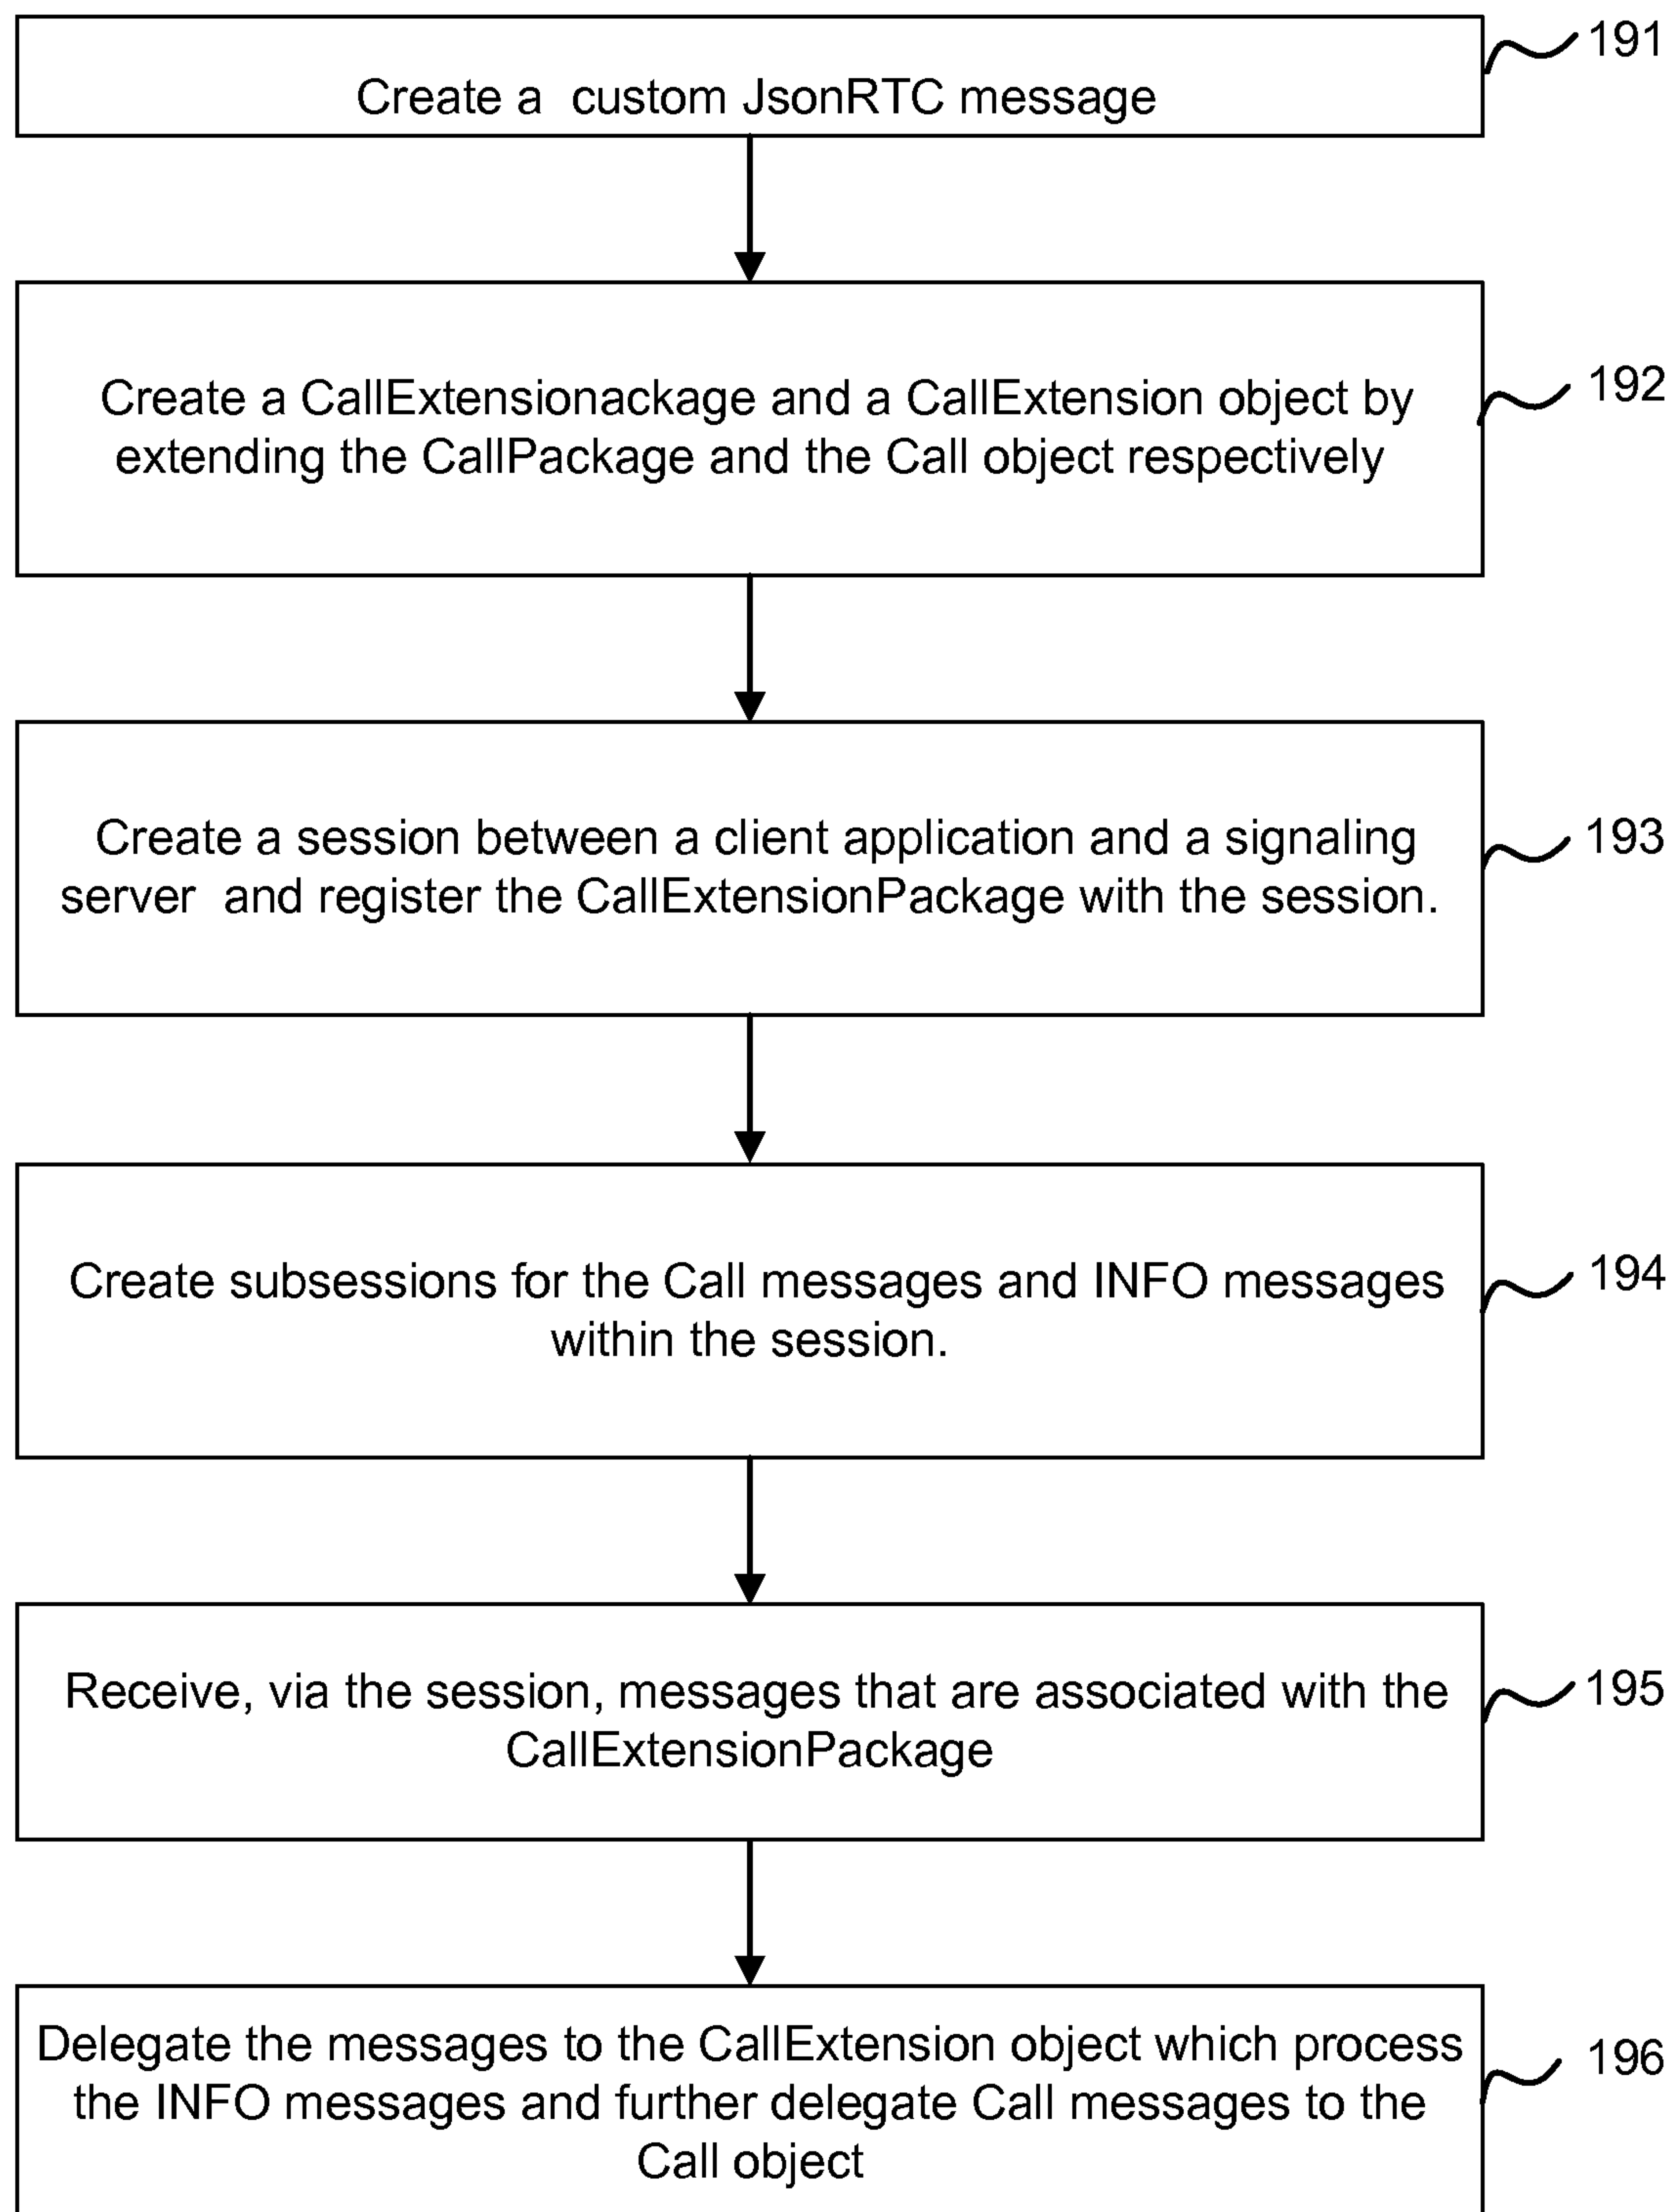 191
Create a custom JsonRTC message
192
Create a CallExtensionackage and a CallExtension object by
extending the CallPackage and the Call object respectively
193
Create a session between a client application and a signaling
server and register the CallExtensionPackage with the session.
194
Create subsessions for the Call messages and INFO messages
within the session.
195
Receive, via the session, messages that are associated with the
CallExtensionPackage
196
Delegate the messages to the CallExtension object which process
the INFO messages and further delegate Call messages to the
Call object